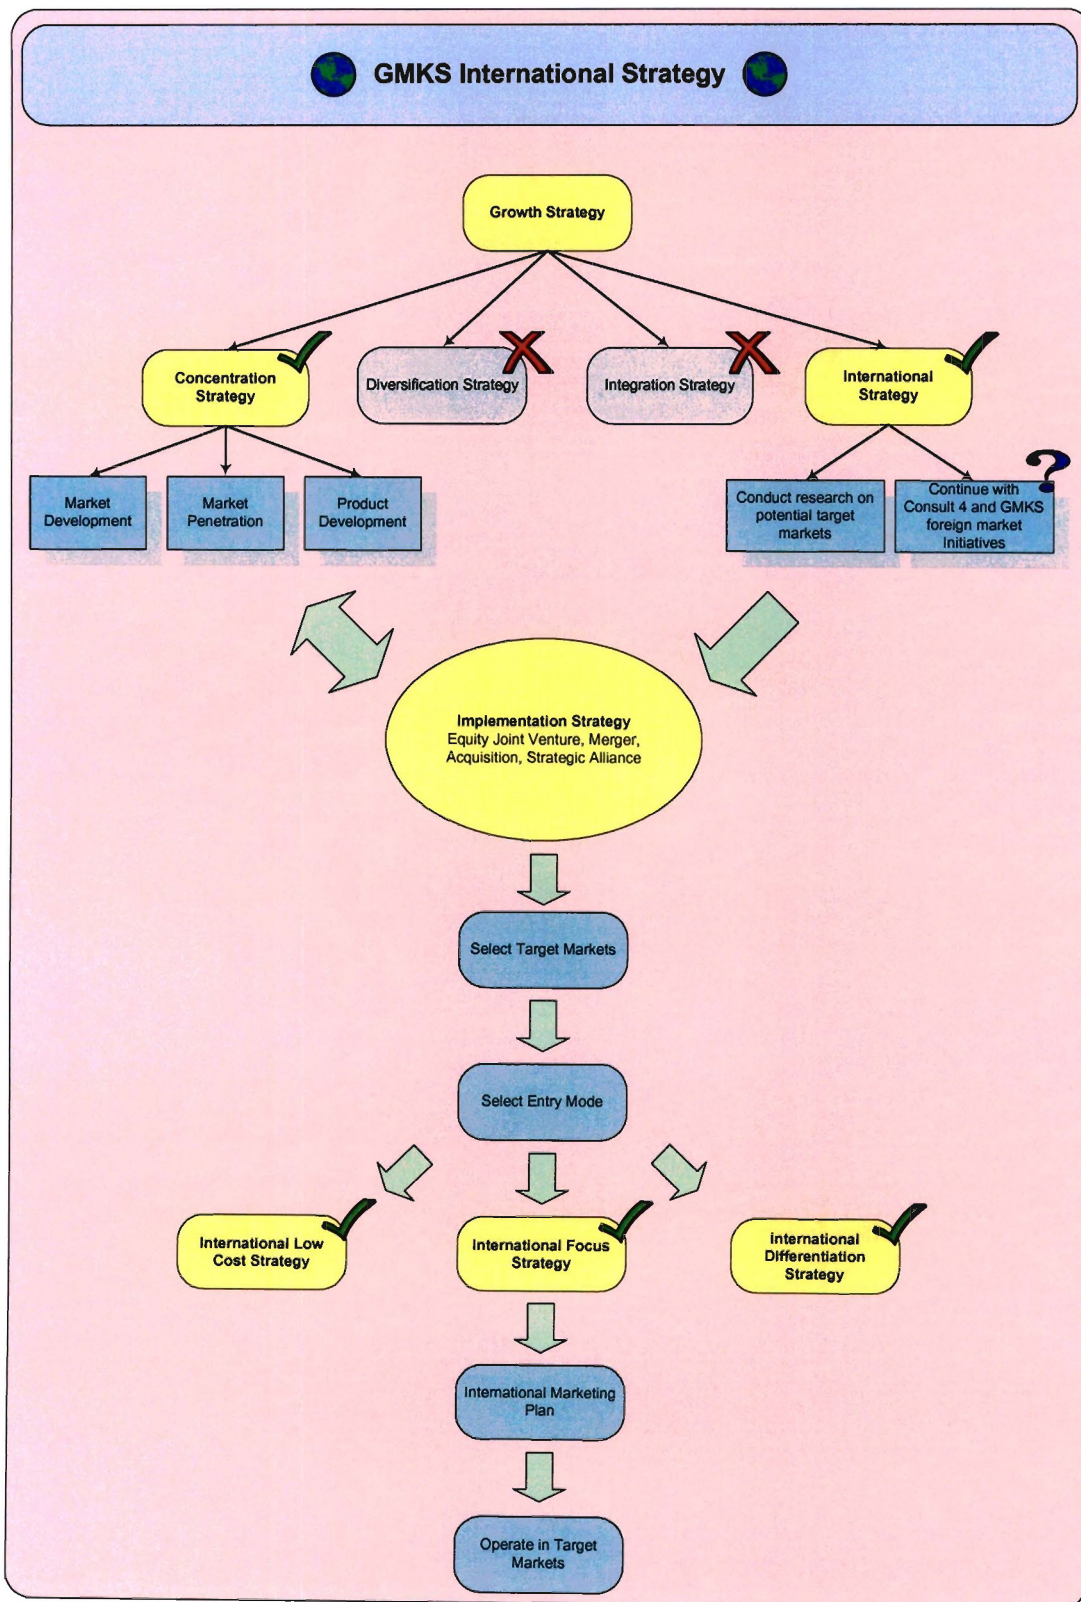 GMKS International Strategy
Growth Strategy
Concentration
Strategy
Diversification Strategy
Integration Strategy
International
Strategy
Market
Development
Market
Penetration
Product
Development
Conduct research on
potential target
markets
?
Continue with
Consult 4 and GMKS
foreign market
Initiatives
Implementation Strategy
Equity Joint Venture, Merger,
Acquisition, Strategic Alliance
Select Target Markets
Select Entry Mode
International Low
Cost Strategy
International Focus
Strategy
International
Differentiation
Strategy
International Marketing
Plan
Operate in Target
Markets